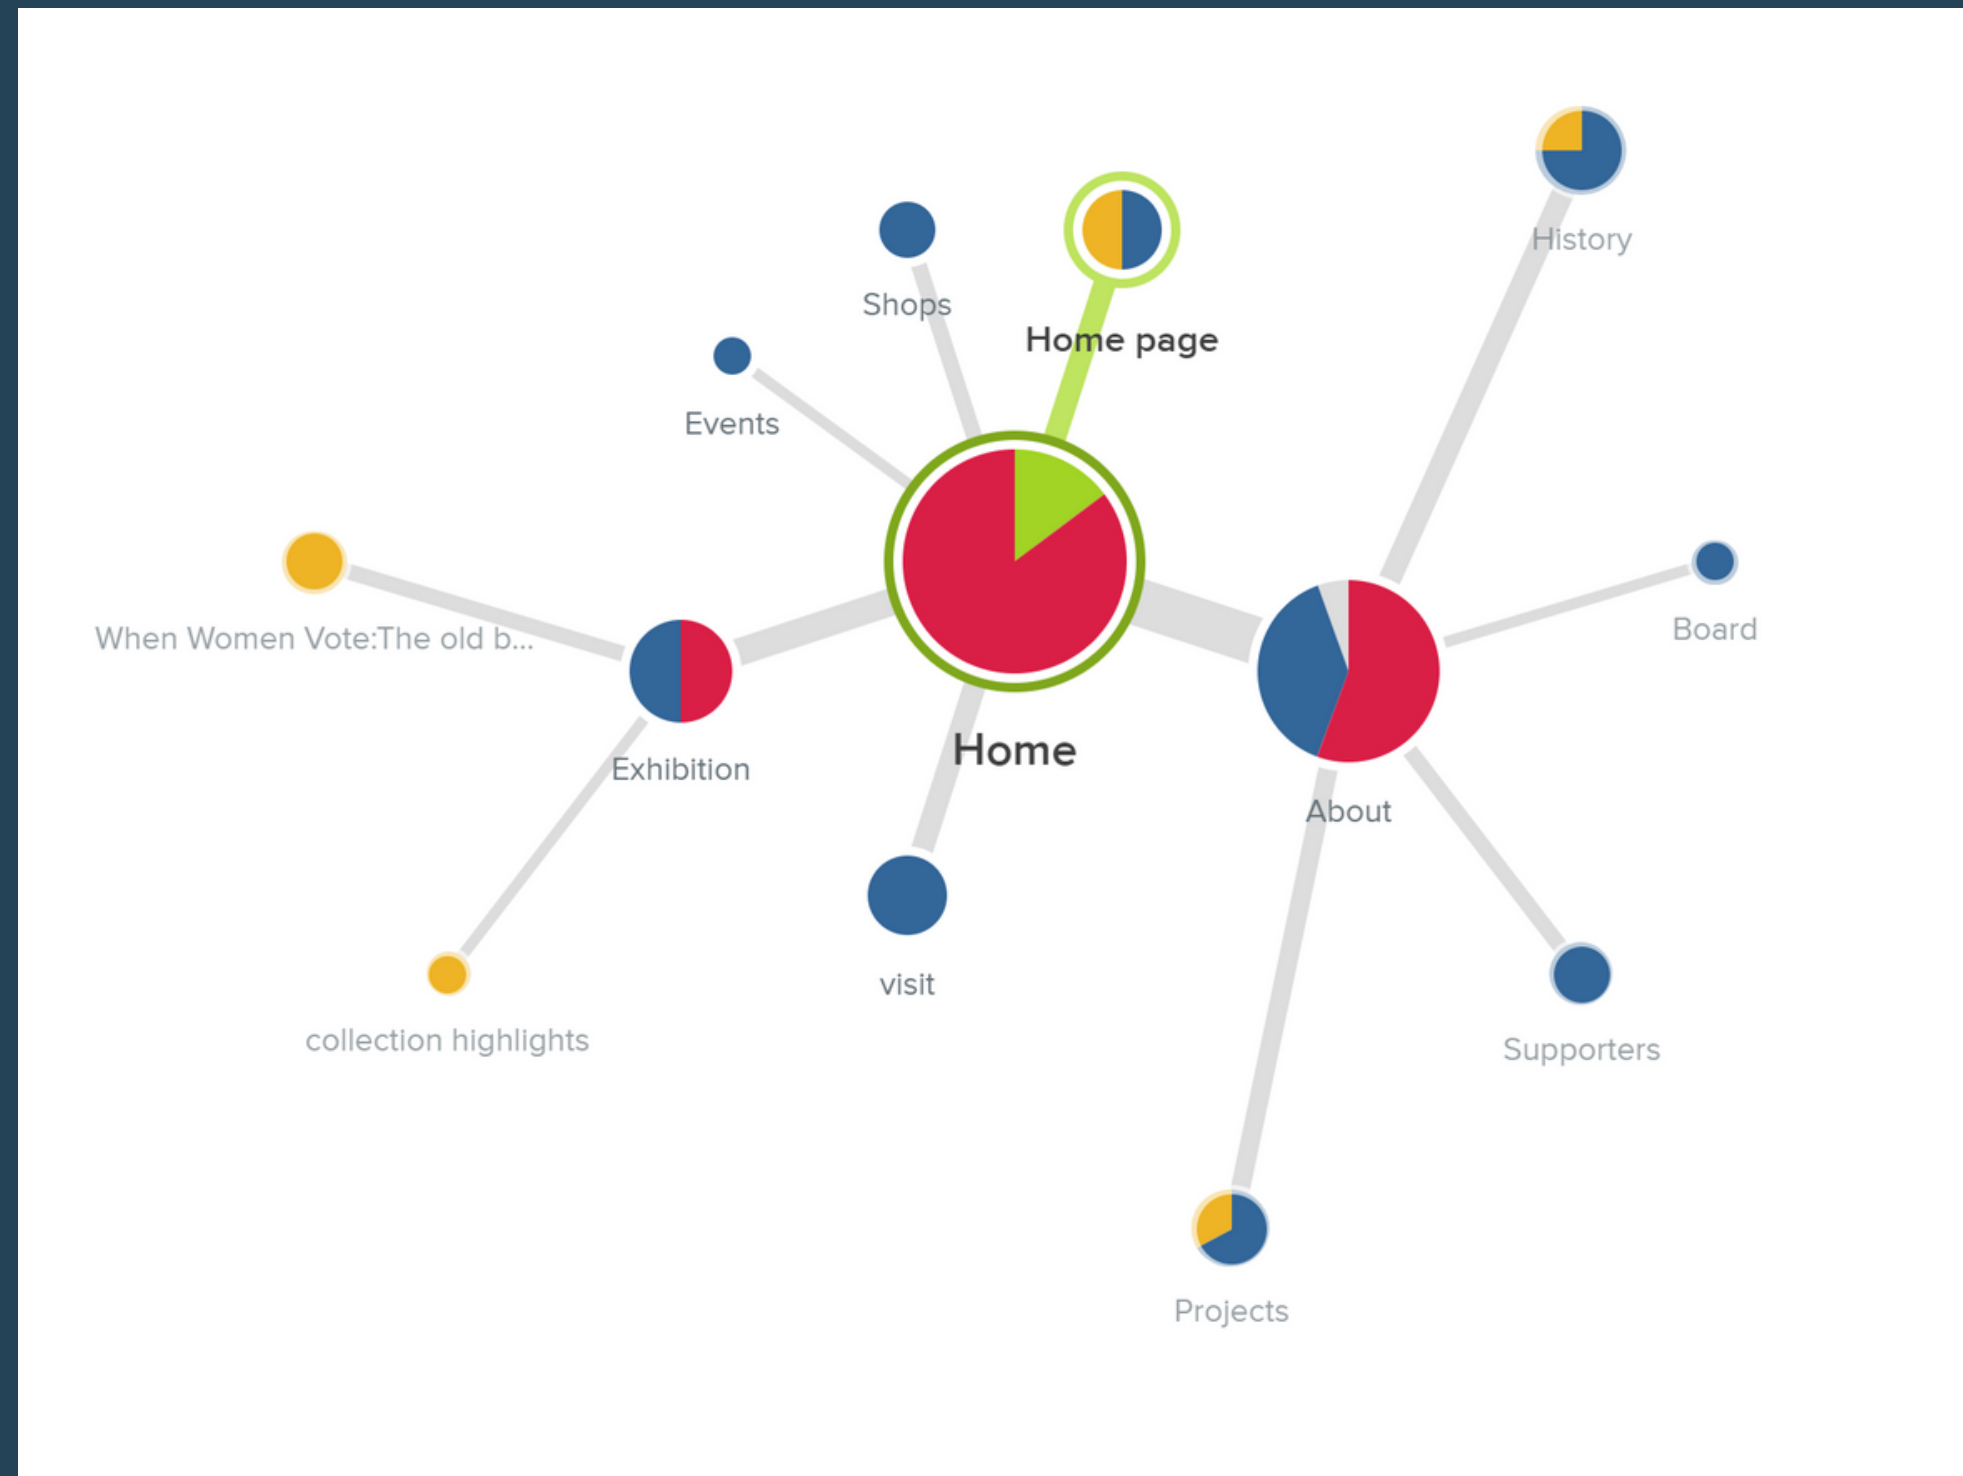 History
Shops
Home page
Events
When Women Vote:The old b...
Board
Home
Exhibition
About
visit
collection highlights
Supporters
Projects